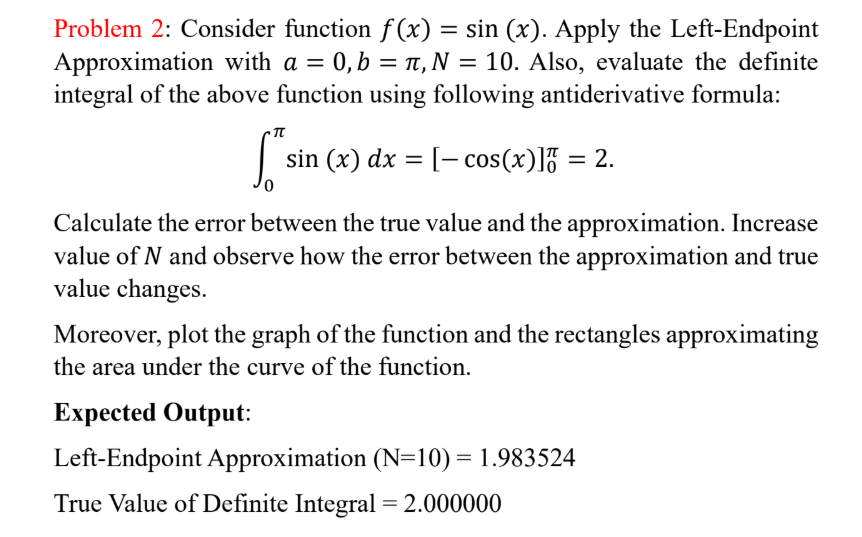 Problem 2: Consider function f(x) = sin (x). Apply the Left-Endpoint
Approximation with a = 0, b = π, N = 10. Also, evaluate the definite
integral of the above function using following antiderivative formula:
∫₀^π sin (x) dx = [− cos(x)]₀^π = 2.
Calculate the error between the true value and the approximation. Increase
value of N and observe how the error between the approximation and true
value changes.
Moreover, plot the graph of the function and the rectangles approximating
the area under the curve of the function.
Expected Output:
Left-Endpoint Approximation (N=10) = 1.983524
True Value of Definite Integral = 2.000000